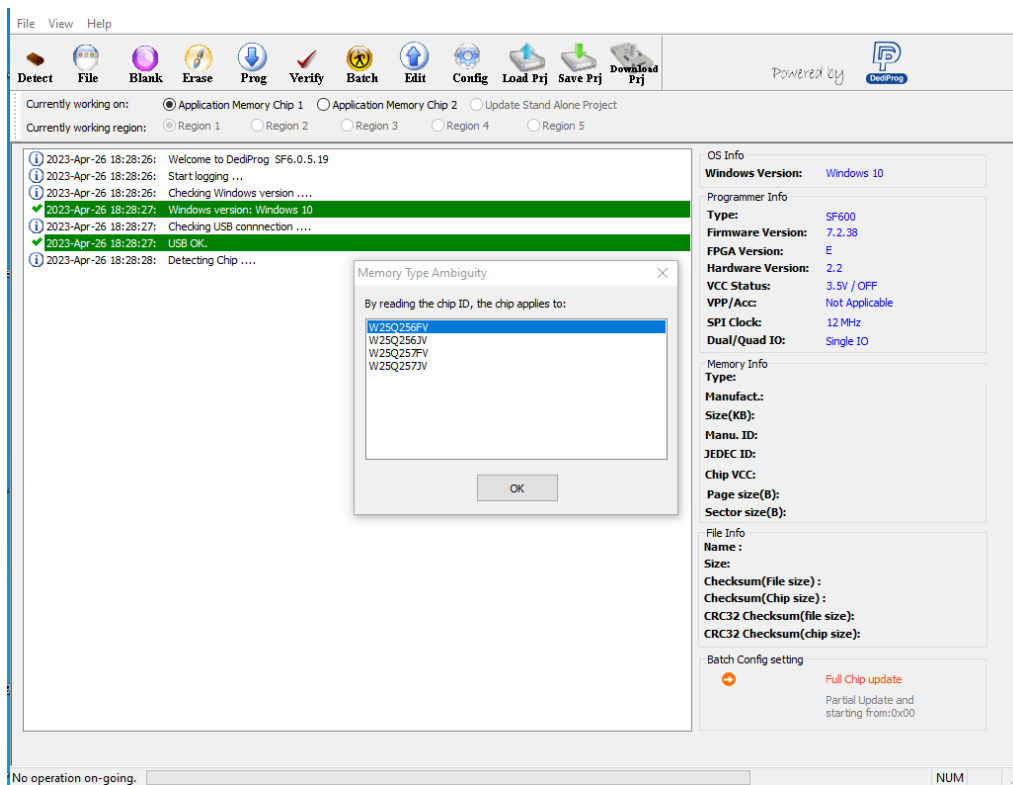 File View Help
Detect File Blank Erase Prog Verify Batch Edit Config Load Prj Save Prj Download Prj
Powered by DediProg
Currently working on: Application Memory Chip 1 Application Memory Chip 2 Update Stand Alone Project
Currently working region: Region 1 Region 2 Region 3 Region 4 Region 5
2023-Apr-26 18:28:26: Welcome to DediProg SF6.0.5.19
2023-Apr-26 18:28:26: Start logging ...
2023-Apr-26 18:28:26: Checking Windows version ....
2023-Apr-26 18:28:27: Windows version: Windows 10
2023-Apr-26 18:28:27: Checking USB connnection ....
2023-Apr-26 18:28:27: USB OK.
2023-Apr-26 18:28:28: Detecting Chip ....
Memory Type Ambiguity
By reading the chip ID, the chip applies to:
W25Q256FV
W25Q256JV
W25Q257FV
W25Q257JV
OK
OS Info
Windows Version: Windows 10
Programmer Info
Type: SF600
Firmware Version: 7.2.38
FPGA Version: E
Hardware Version: 2.2
VCC Status: 3.5V / OFF
VPP/Acc: Not Applicable
SPI Clock: 12 MHz
Dual/Quad IO: Single IO
Memory Info
Type:
Manufact.:
Size(KB):
Manu. ID:
JEDEC ID:
Chip VCC:
Page size(B):
Sector size(B):
File Info
Name :
Size:
Checksum(File size) :
Checksum(Chip size) :
CRC32 Checksum(file size):
CRC32 Checksum(chip size):
Batch Config setting
Full Chip update
Partial Update and
starting from:0x00
No operation on-going.
NUM